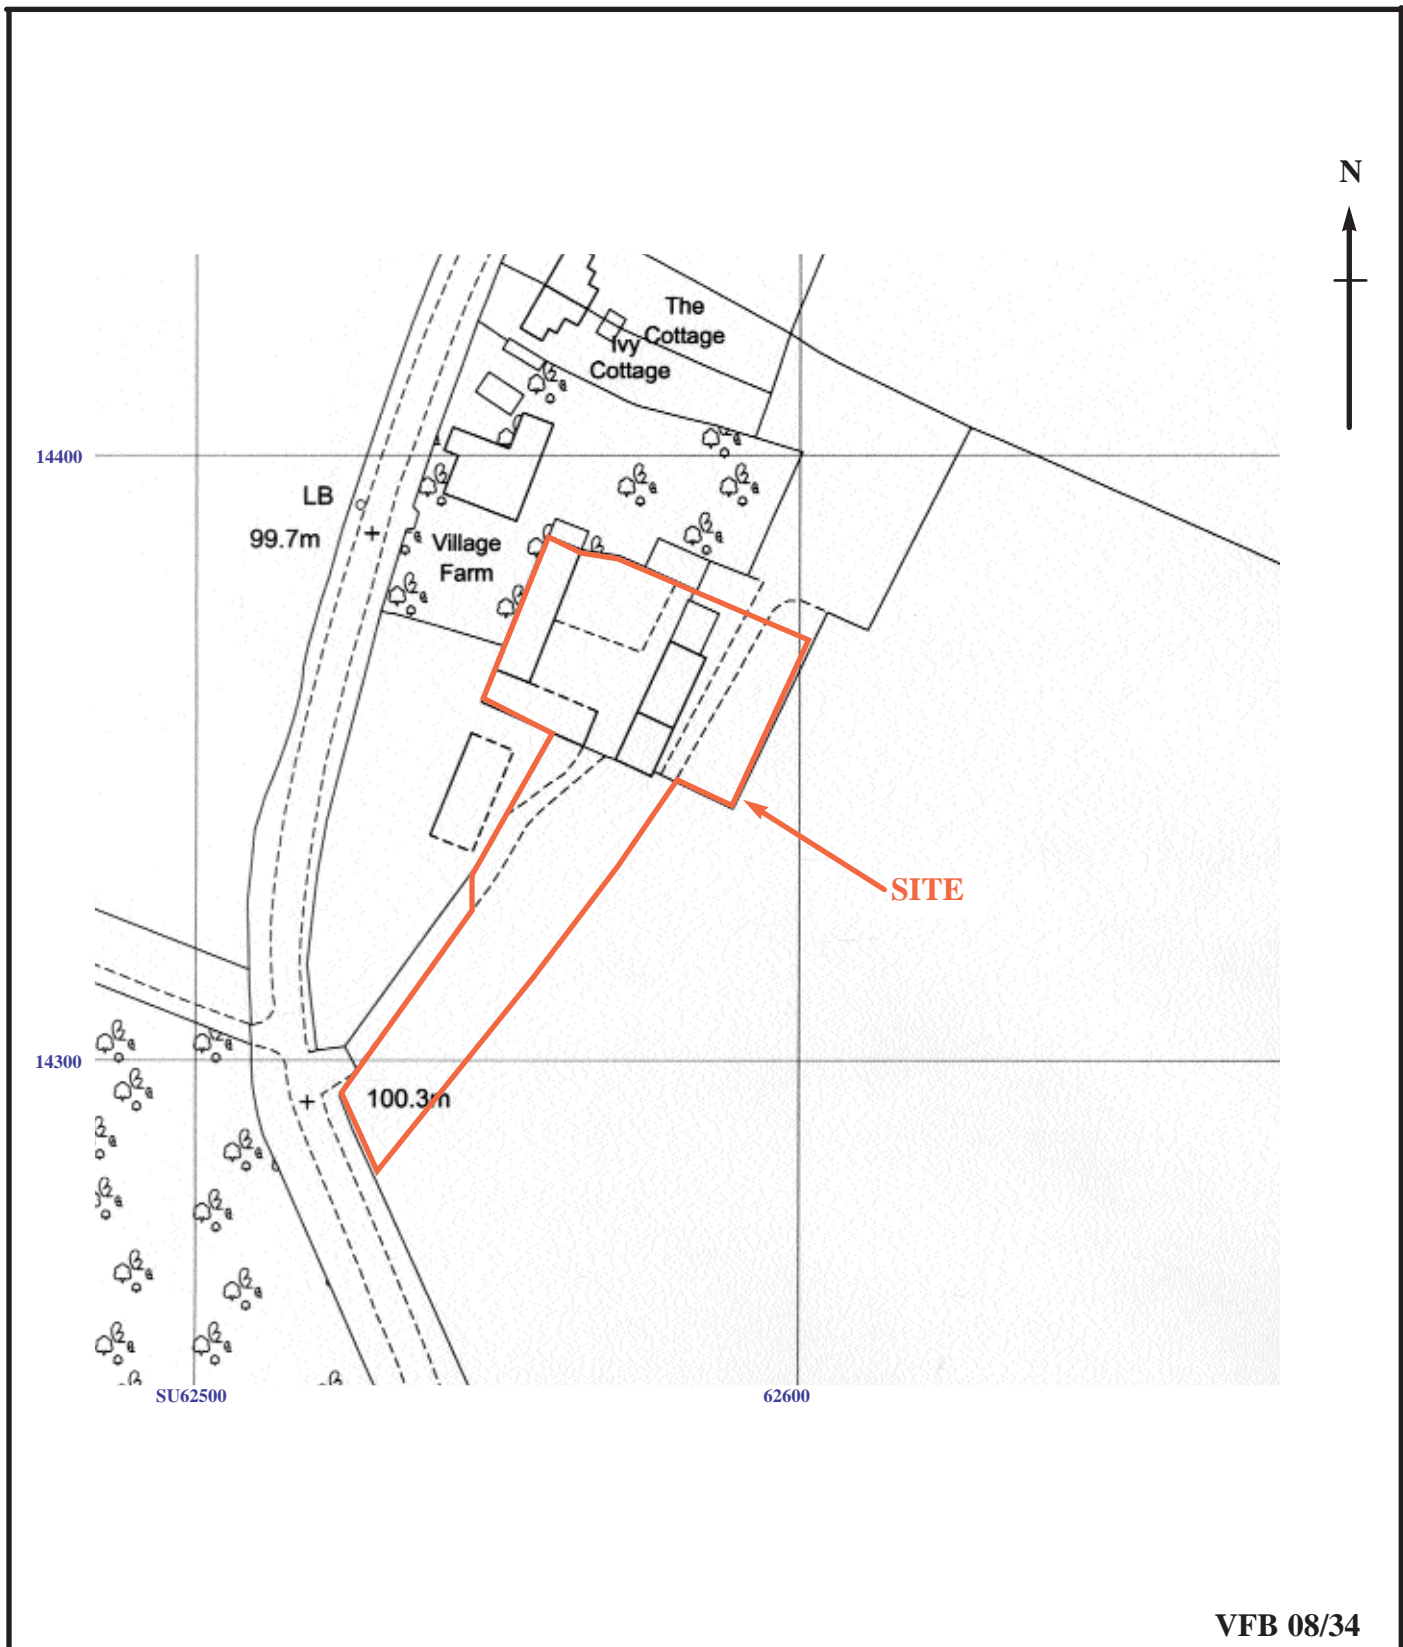 N
The
Cottage
Ivy
Cottage
14400
LB
99.7m
Village
Farm
SITE
14300
100.3m
SU62500
62600
VFB 08/34